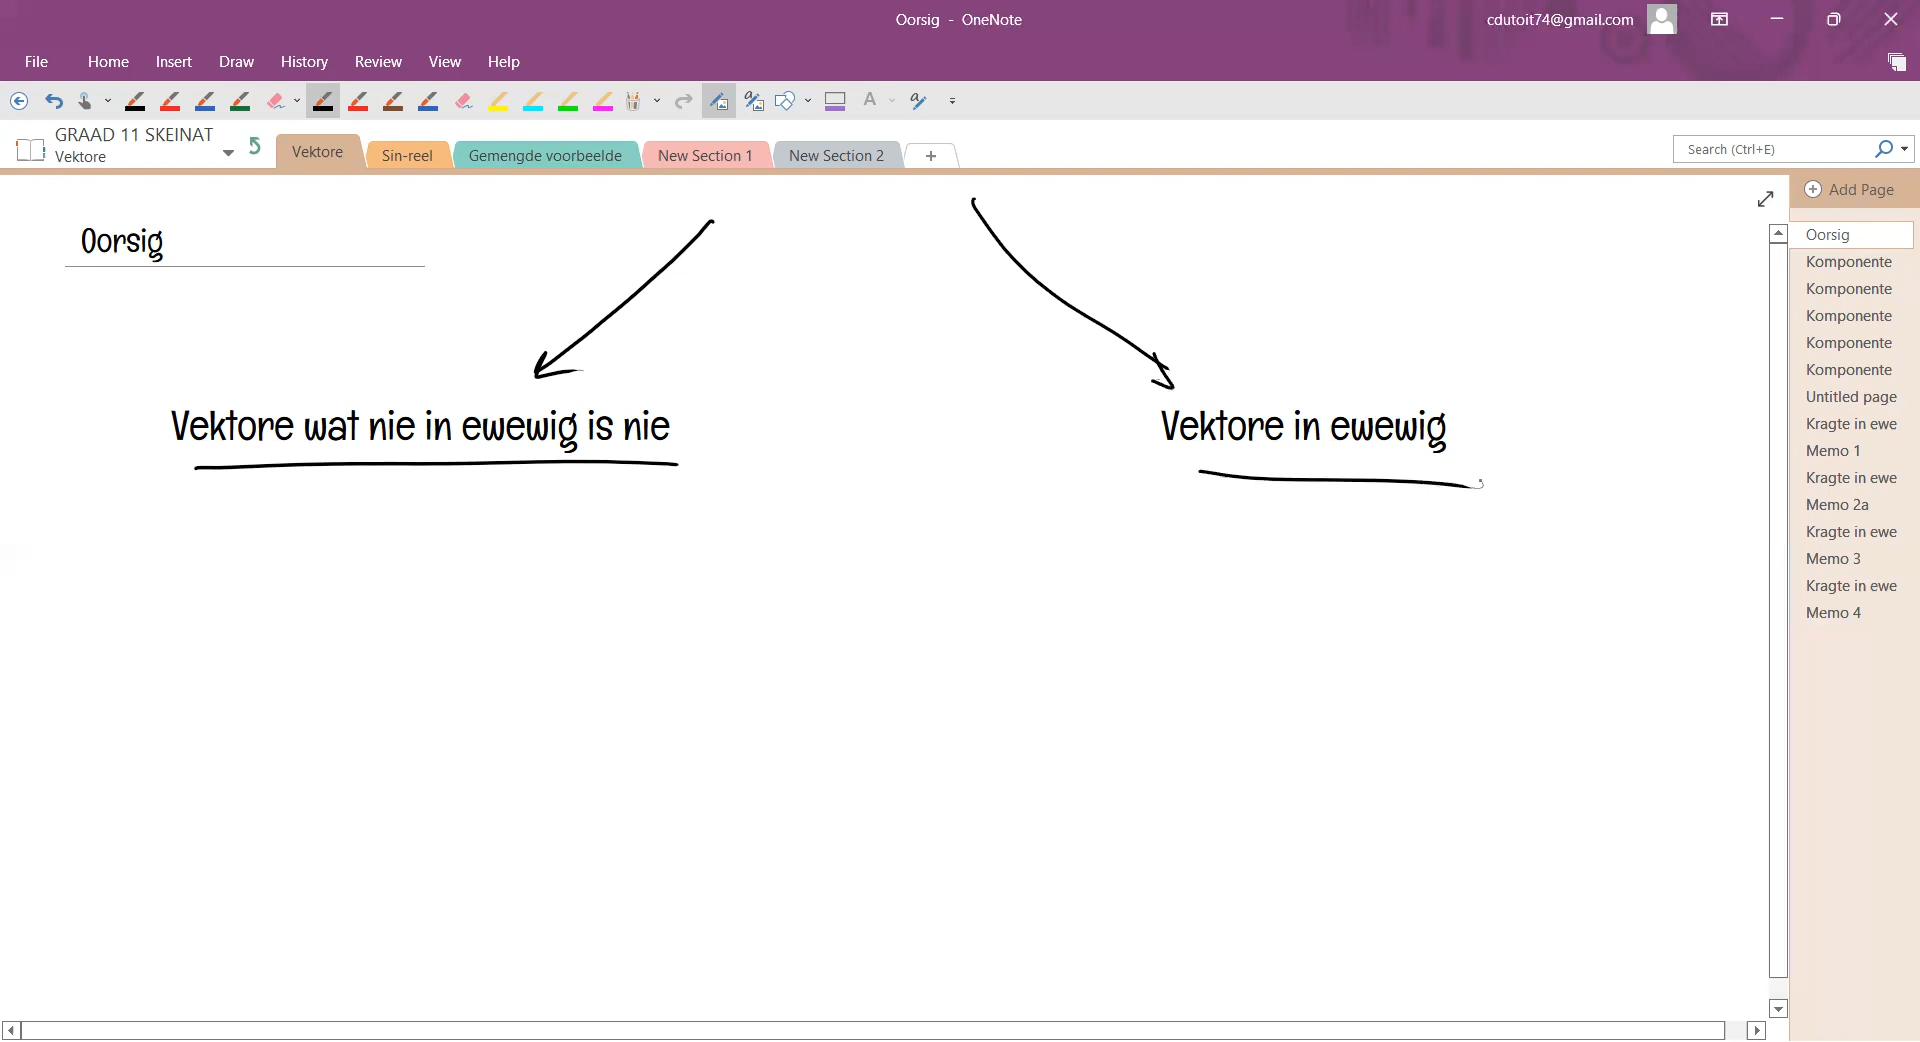 Oorsig - OneNote
cdutoit74@gmail.com
File Home Insert Draw History Review View Help
GRAAD 11 SKEINAT
Vektore
Vektore
Sin-reel
Gemengde voorbeelde
New Section 1
New Section 2
Search (Ctrl+E)
Add Page
Oorsig
Vektore wat nie in ewewig is nie
Vektore in ewewig
Oorsig
Komponente
Komponente
Komponente
Komponente
Komponente
Untitled page
Kragte in ewe
Memo 1
Kragte in ewe
Memo 2a
Kragte in ewe
Memo 3
Kragte in ewe
Memo 4